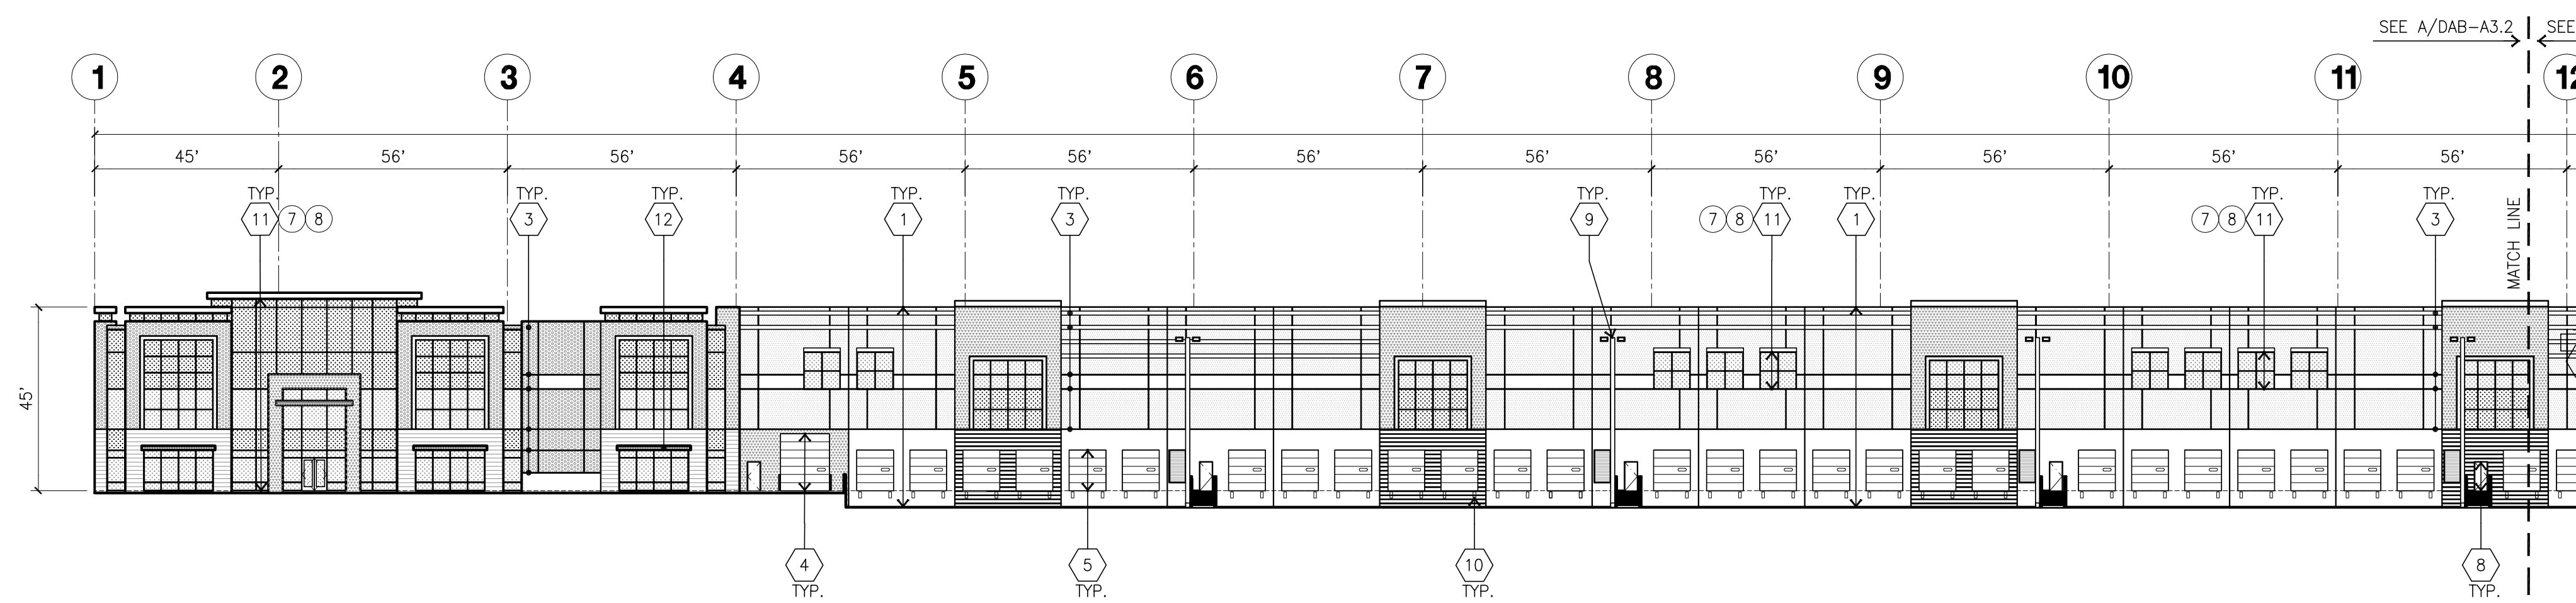 SEE A/DAB-A3.2
SEE
1 2 3 4 5 6 7 8 9 10 11 12
45' 56' 56' 56' 56' 56' 56' 56' 56' 56' 56'
TYP. TYP. TYP. TYP. TYP. TYP. TYP. TYP. TYP. TYP.
11 7 8 3 12 1 3 9 7 8 11 1 7 8 11 3
MATCH LINE
45'
4 5 10 8
TYP. TYP. TYP. TYP.